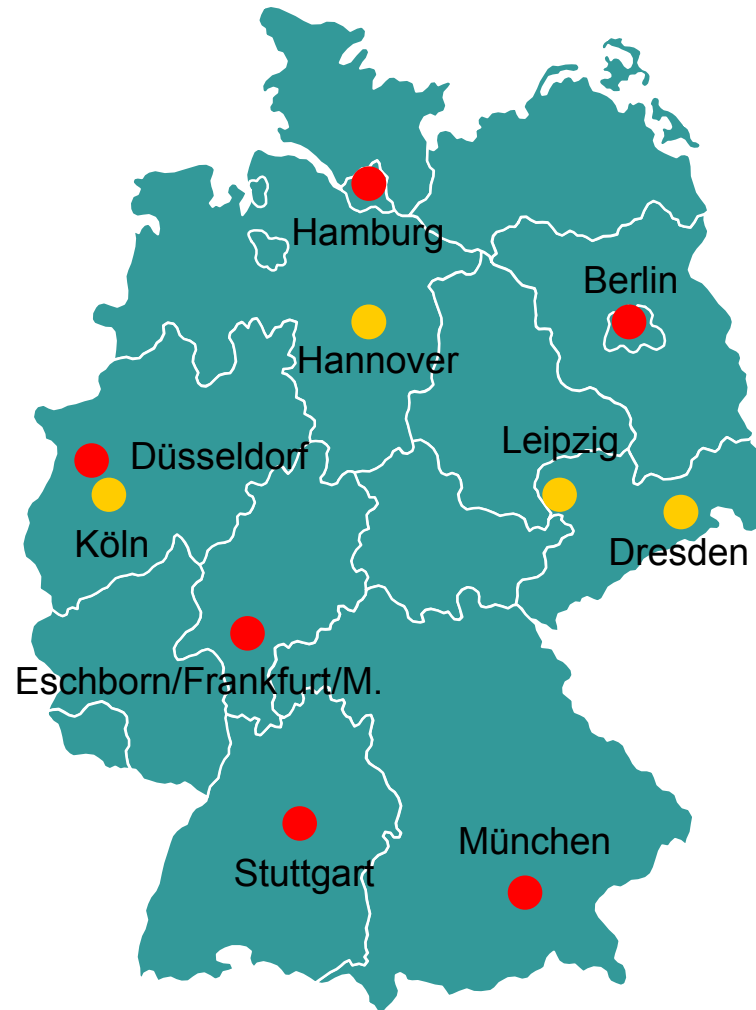 Hamburg
Berlin
Hannover
Leipzig
Düsseldorf
Köln
Dresden
Eschborn/Frankfurt/M.
München
Stuttgart